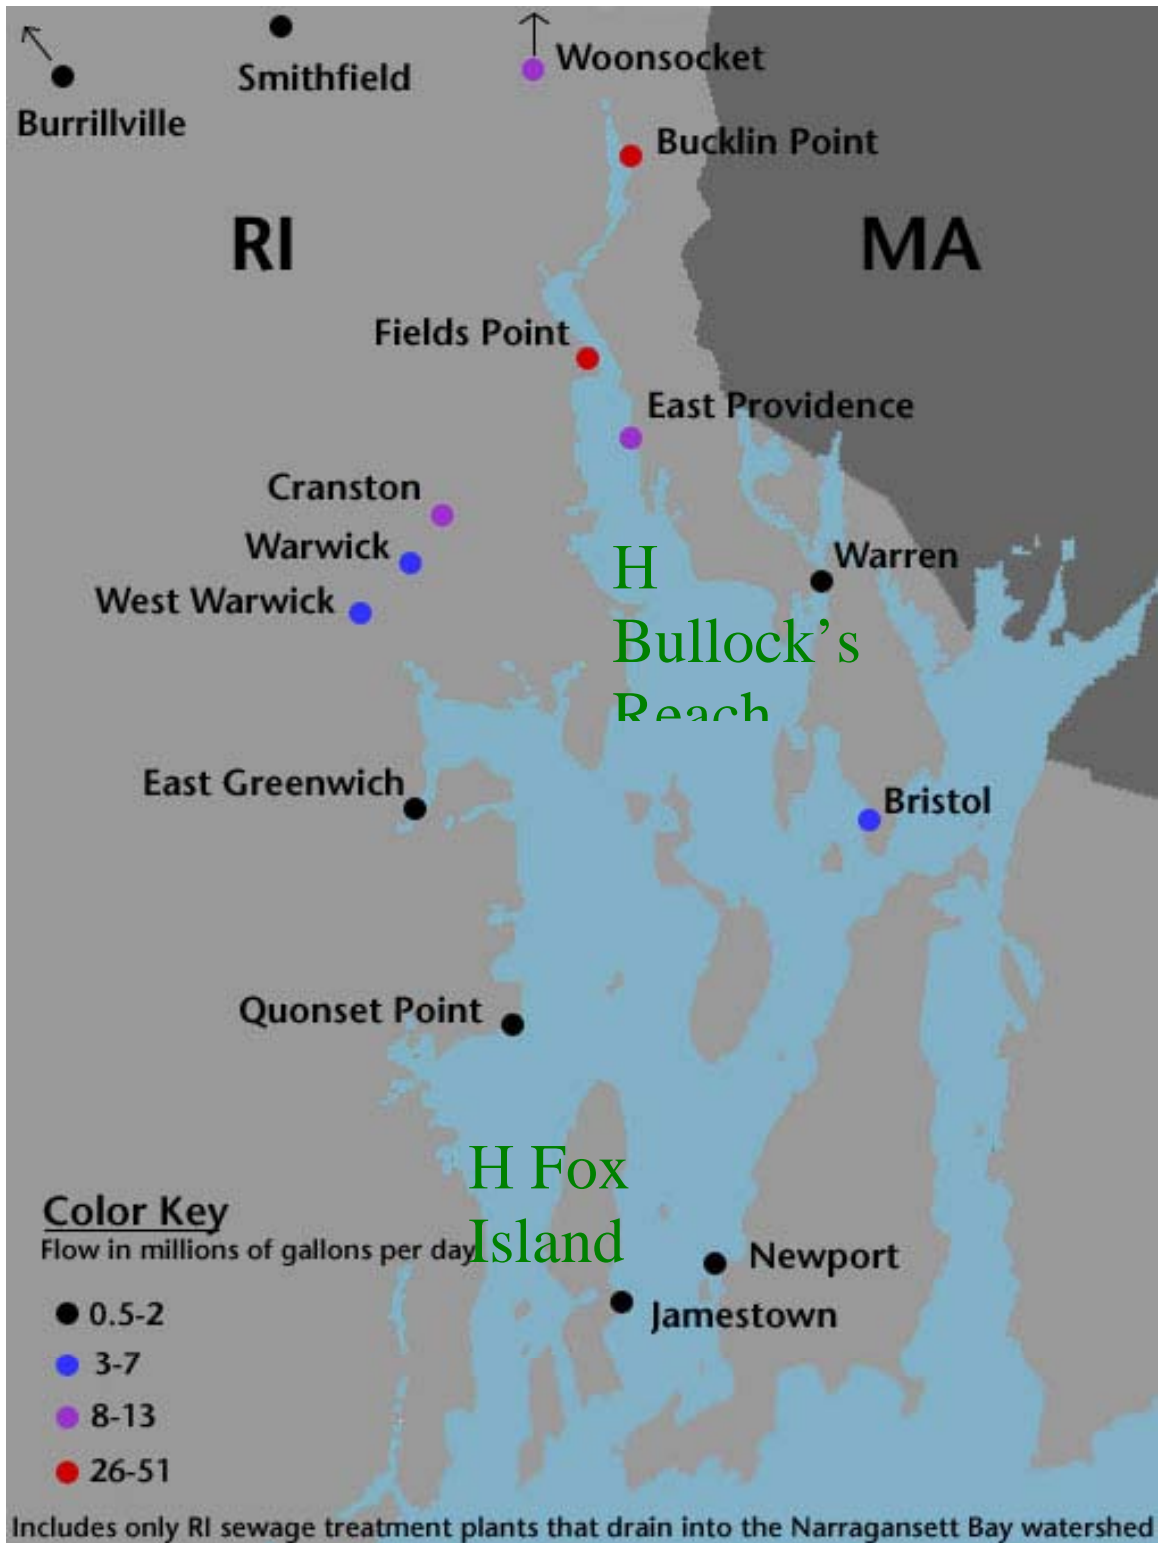 Woonsocket
Smithfield
Burrillville
Bucklin Point
RI
MA
Fields Point
East Providence
Cranston
Warwick
Warren
West Warwick
H
Bullock’s
Reach
East Greenwich
Bristol
Quonset Point
H Fox
Island
Color Key
Flow in millions of gallons per day
Newport
Jamestown
0.5-2
3-7
8-13
26-51
Includes only RI sewage treatment plants that drain into the Narragansett Bay watershed